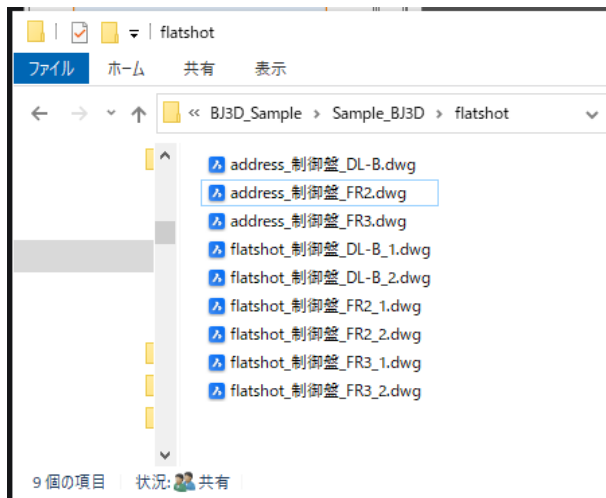 flatshot
ファイル ホーム 共有 表示
« BJ3D_Sample › Sample_BJ3D › flatshot
address_制御盤_DL-B.dwg
address_制御盤_FR2.dwg
address_制御盤_FR3.dwg
flatshot_制御盤_DL-B_1.dwg
flatshot_制御盤_DL-B_2.dwg
flatshot_制御盤_FR2_1.dwg
flatshot_制御盤_FR2_2.dwg
flatshot_制御盤_FR3_1.dwg
flatshot_制御盤_FR3_2.dwg
9 個の項目 状況: 共有